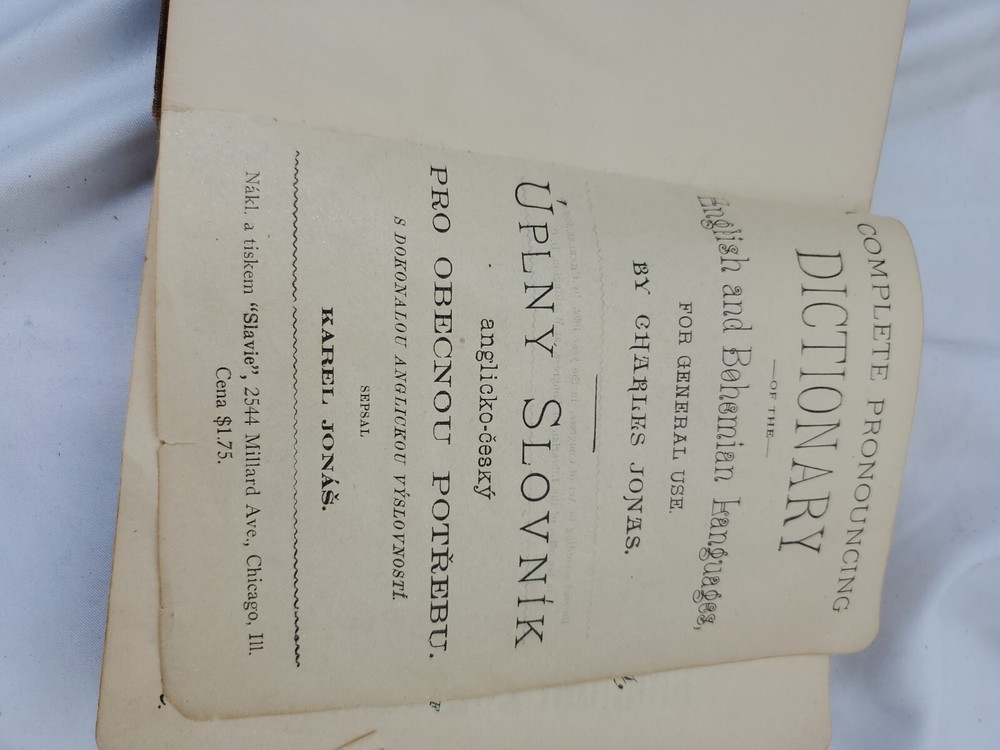 COMPLETE PRONOUNCING
DICTIONARY
—OF THE—
English and Bohemian Languages,
FOR GENERAL USE.
BY CHARLES JONAS.
ÚPLNÝ SLOVNÍK
anglicko-český
PRO OBECNOU POTŘEBU.
S DOKONALOU ANGLICKOU VÝSLOVNOSTÍ
SEPSAL
KAREL JONÁŠ.
Nákl. a tiskem "Slavie", 2544 Millard Ave., Chicago, Ill.
Cena $1.75.